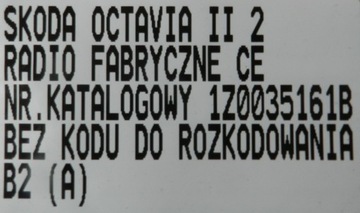 SKODA OCTAVIA II 2
RADIO FABRYCZNE CE
NR.KATALOGOWY 1Z0035161B
BEZ KODU DO ROZKODOWANIA
B2 (A)